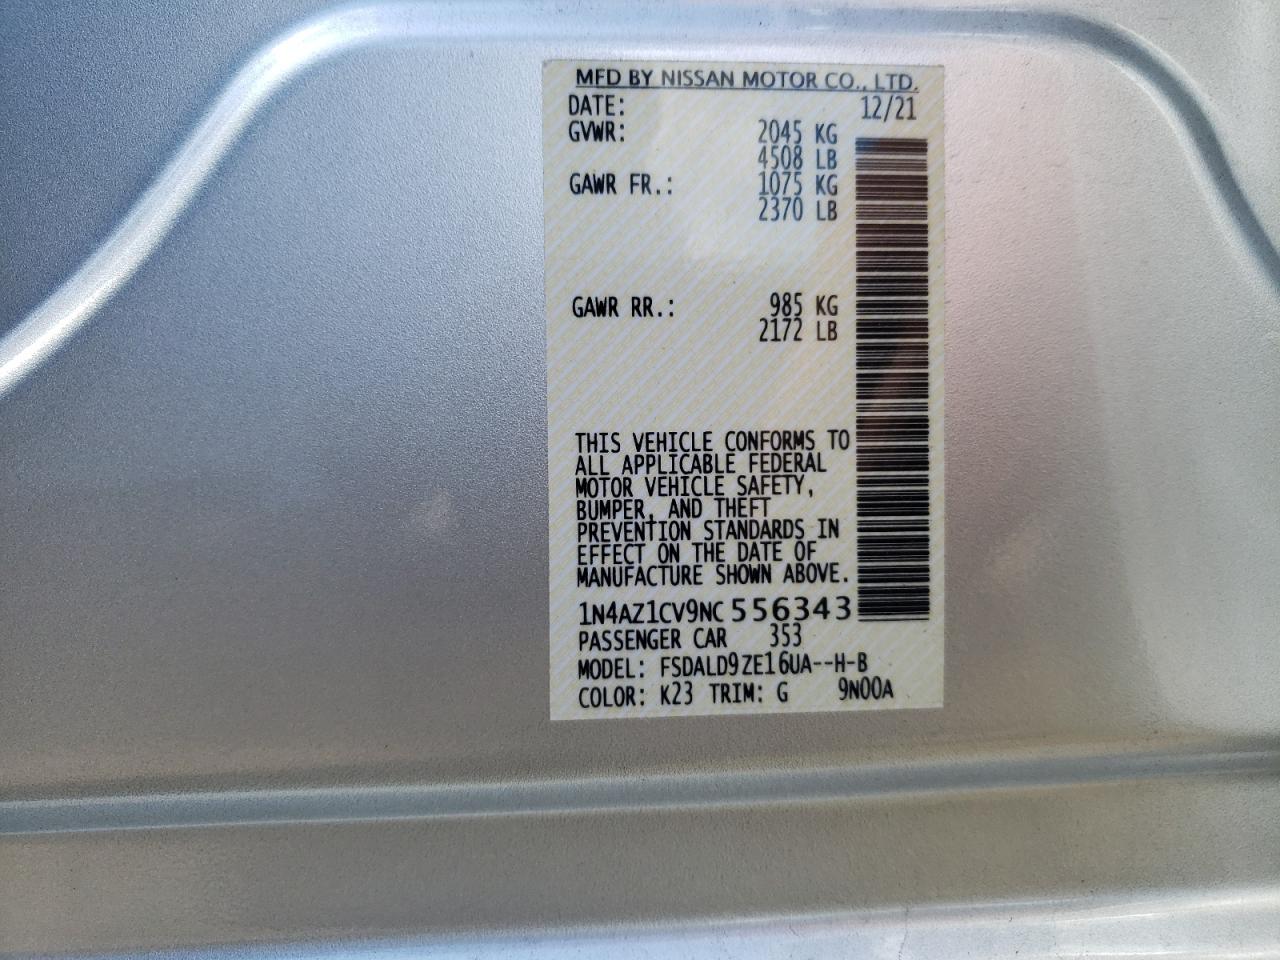 MFD BY NISSAN MOTOR CO., LTD.
DATE: 12/21
GVWR: 2045 KG
4508 LB
GAWR FR.: 1075 KG
2370 LB
GAWR RR.: 985 KG
2172 LB
THIS VEHICLE CONFORMS TO
ALL APPLICABLE FEDERAL
MOTOR VEHICLE SAFETY,
BUMPER, AND THEFT
PREVENTION STANDARDS IN
EFFECT ON THE DATE OF
MANUFACTURE SHOWN ABOVE.
1N4AZ1CV9NC556343
PASSENGER CAR 353
MODEL: FSDALD9ZE16UA--H-B
COLOR: K23 TRIM: G 9N00A